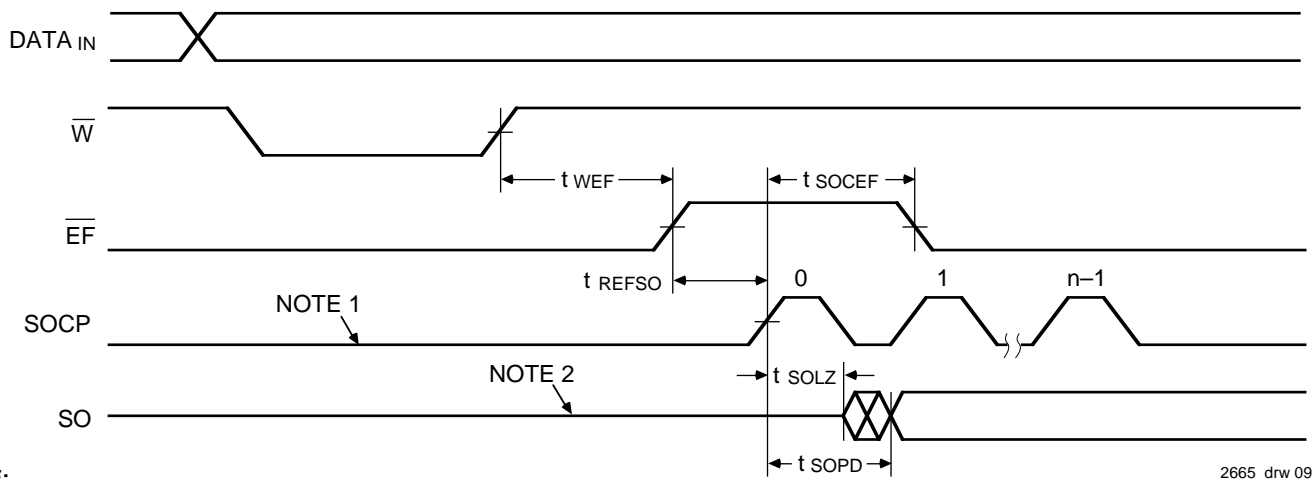 DATA IN
W
t WEF
t SOCEF
EF
t REFSO
0
1
n–1
NOTE 1
SOCP
NOTE 2
t SOLZ
SO
t SOPD
2665 drw 09